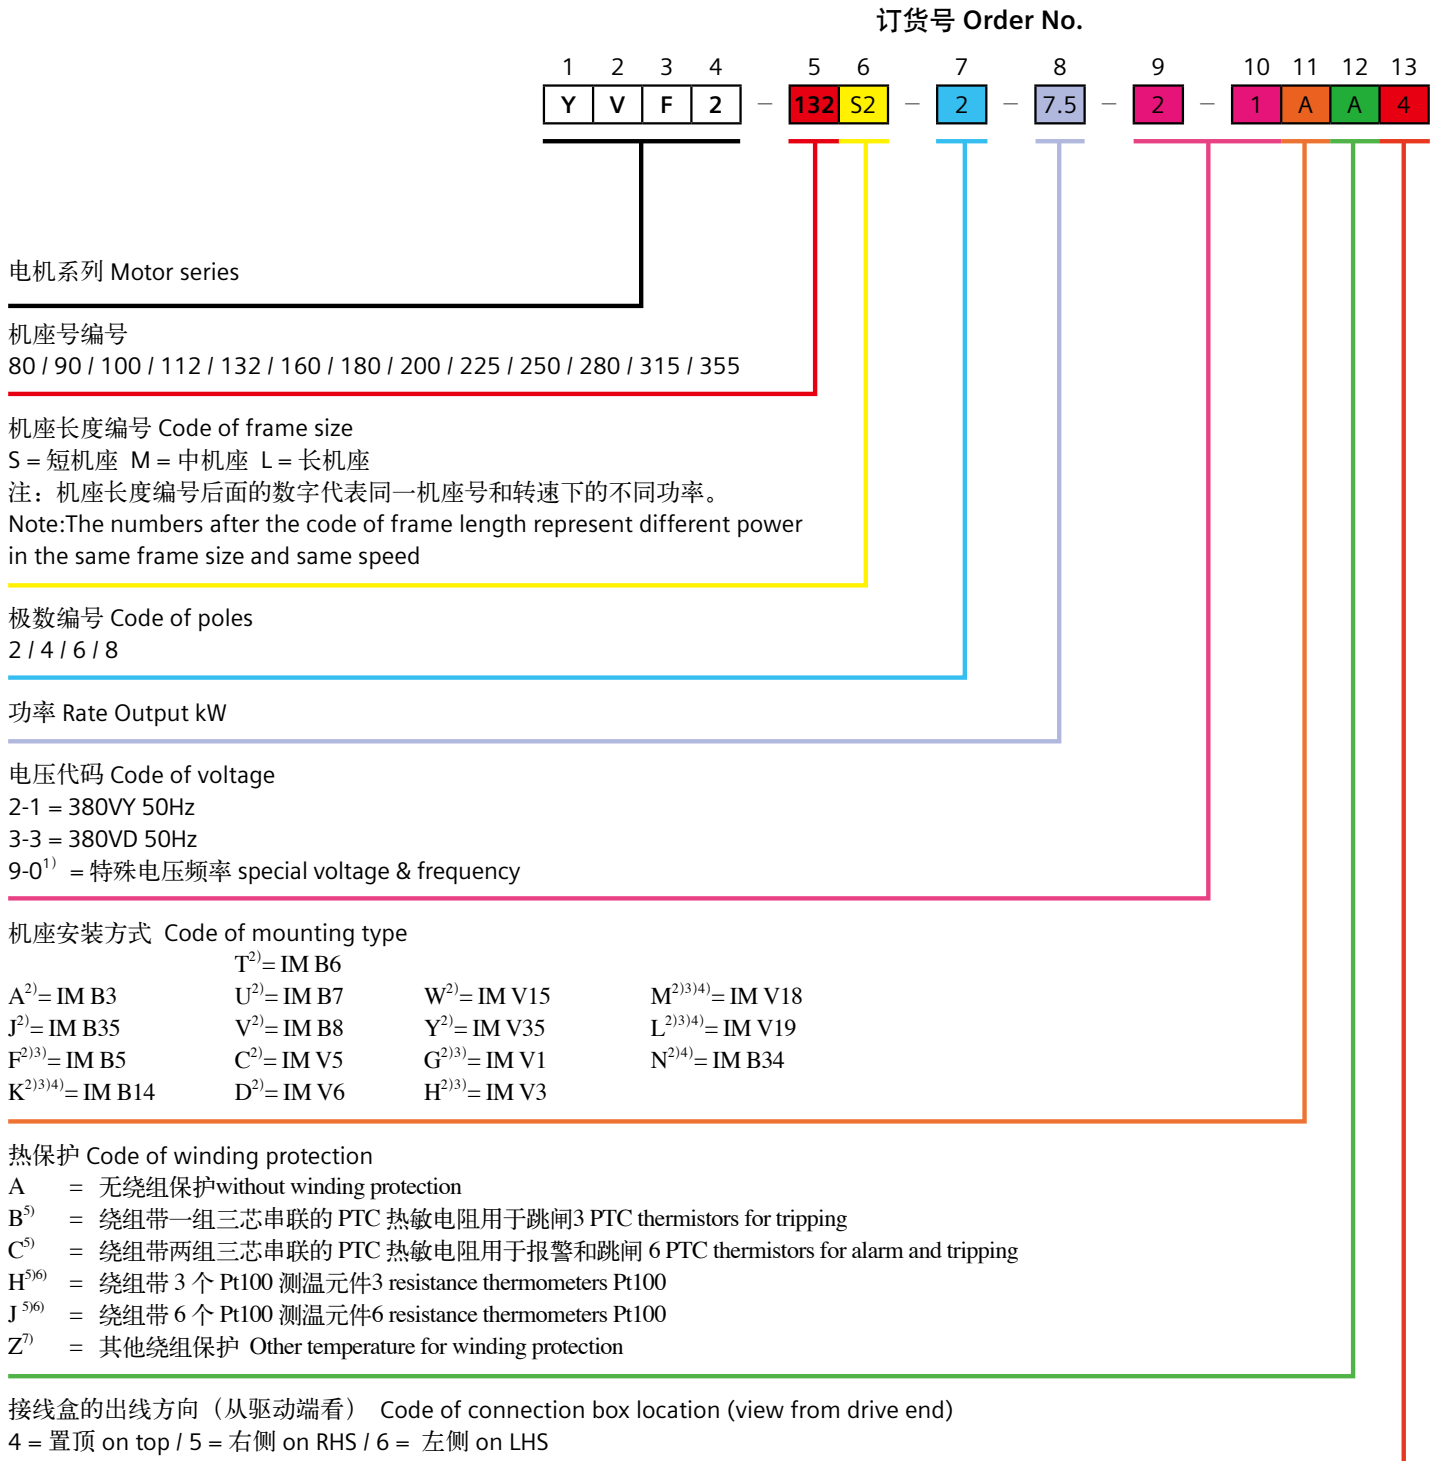 订货号 Order No.
1 2 3 4 5 6 7 8 9 10 11 12 13
Y V F 2 – 132 S2 – 2 – 7.5 – 2 – 1 A A 4
电机系列 Motor series
机座号编号
80 / 90 / 100 / 112 / 132 / 160 / 180 / 200 / 225 / 250 / 280 / 315 / 355
机座长度编号 Code of frame size
S = 短机座 M = 中机座 L = 长机座
注：机座长度编号后面的数字代表同一机座号和转速下的不同功率。
Note:The numbers after the code of frame length represent different power
in the same frame size and same speed
极数编号 Code of poles
2 / 4 / 6 / 8
功率 Rate Output kW
电压代码 Code of voltage
2-1 = 380VY 50Hz
3-3 = 380VD 50Hz
9-0¹⁾ = 特殊电压频率 special voltage & frequency
机座安装方式 Code of mounting type
T²⁾= IM B6
A²⁾= IM B3 U²⁾= IM B7 W²⁾= IM V15 M²⁾³⁾⁴⁾= IM V18
J²⁾= IM B35 V²⁾= IM B8 Y²⁾= IM V35 L²⁾³⁾⁴⁾= IM V19
F²⁾³⁾= IM B5 C²⁾= IM V5 G²⁾³⁾= IM V1 N²⁾⁴⁾= IM B34
K²⁾³⁾⁴⁾= IM B14 D²⁾= IM V6 H²⁾³⁾= IM V3
热保护 Code of winding protection
A = 无绕组保护without winding protection
B⁵⁾ = 绕组带一组三芯串联的 PTC 热敏电阻用于跳闸3 PTC thermistors for tripping
C⁵⁾ = 绕组带两组三芯串联的 PTC 热敏电阻用于报警和跳闸 6 PTC thermistors for alarm and tripping
H⁵⁾⁶⁾ = 绕组带 3 个 Pt100 测温元件3 resistance thermometers Pt100
J ⁵⁾⁶⁾ = 绕组带 6 个 Pt100 测温元件6 resistance thermometers Pt100
Z⁷⁾ = 其他绕组保护 Other temperature for winding protection
接线盒的出线方向（从驱动端看） Code of connection box location (view from drive end)
4 = 置顶 on top / 5 = 右侧 on RHS / 6 = 左侧 on LHS